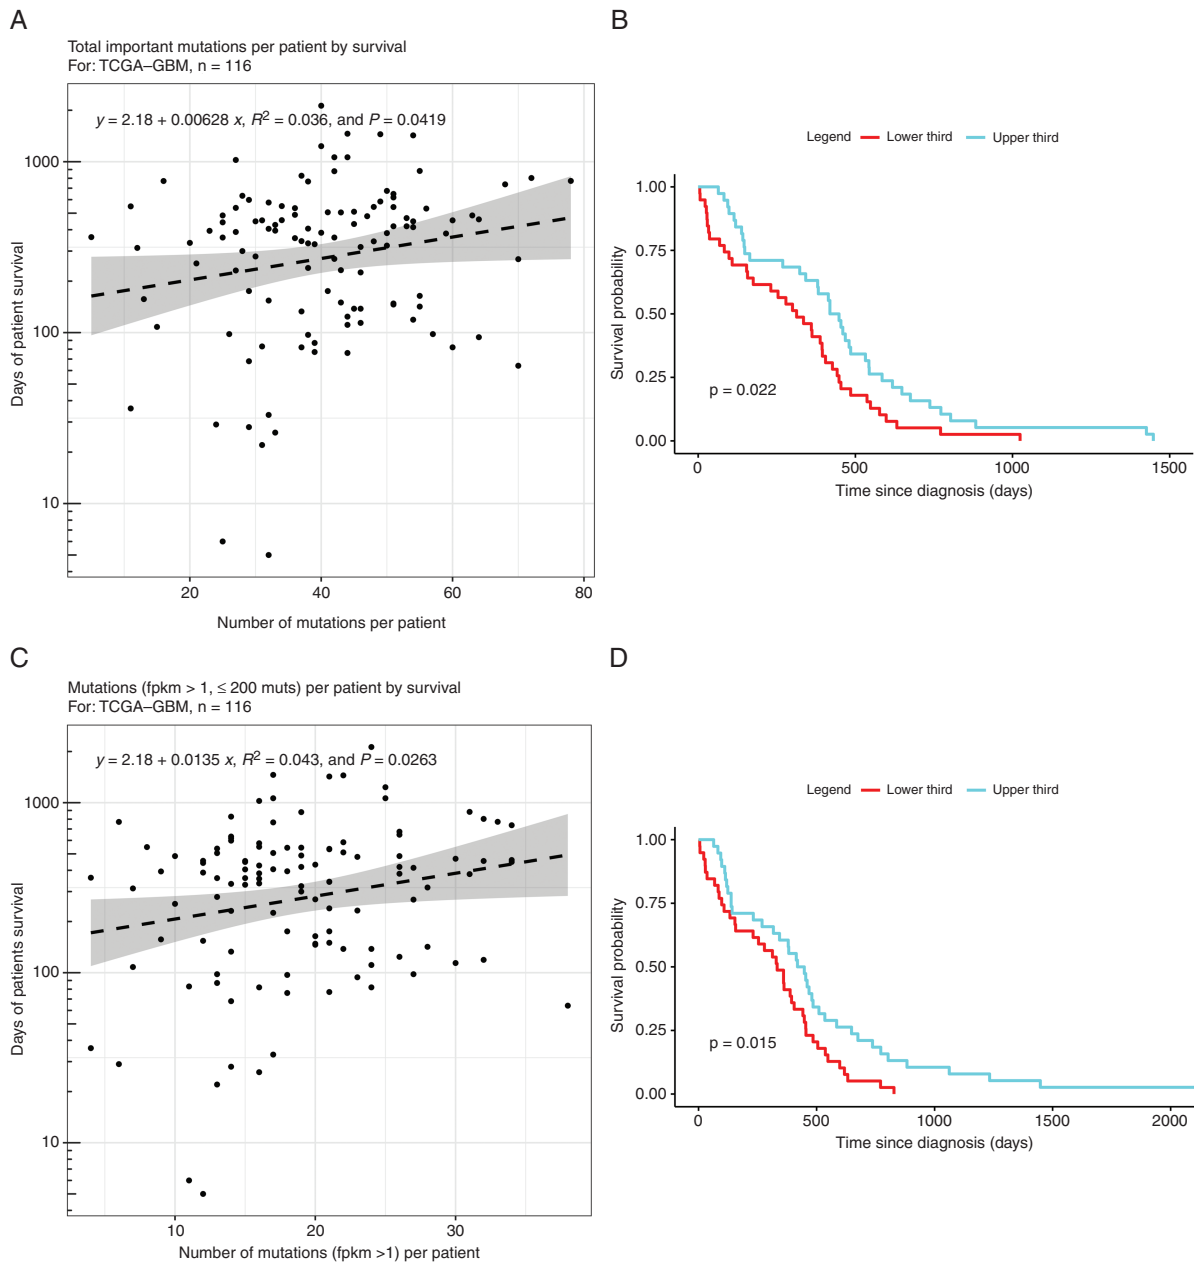 A
Total important mutations per patient by survival
For: TCGA–GBM, n = 116
y = 2.18 + 0.00628 x, R² = 0.036, and P = 0.0419
Days of patient survival
1000
100
10
20 40 60 80
Number of mutations per patient
B
Legend Lower third Upper third
Survival probability
1.00
0.75
0.50
0.25
0.00
p = 0.022
0 500 1000 1500
Time since diagnosis (days)
C
Mutations (fpkm > 1, ≤ 200 muts) per patient by survival
For: TCGA–GBM, n = 116
y = 2.18 + 0.0135 x, R² = 0.043, and P = 0.0263
Days of patients survival
1000
100
10
10 20 30
Number of mutations (fpkm >1) per patient
D
Legend Lower third Upper third
Survival probability
1.00
0.75
0.50
0.25
0.00
p = 0.015
0 500 1000 1500 2000
Time since diagnosis (days)